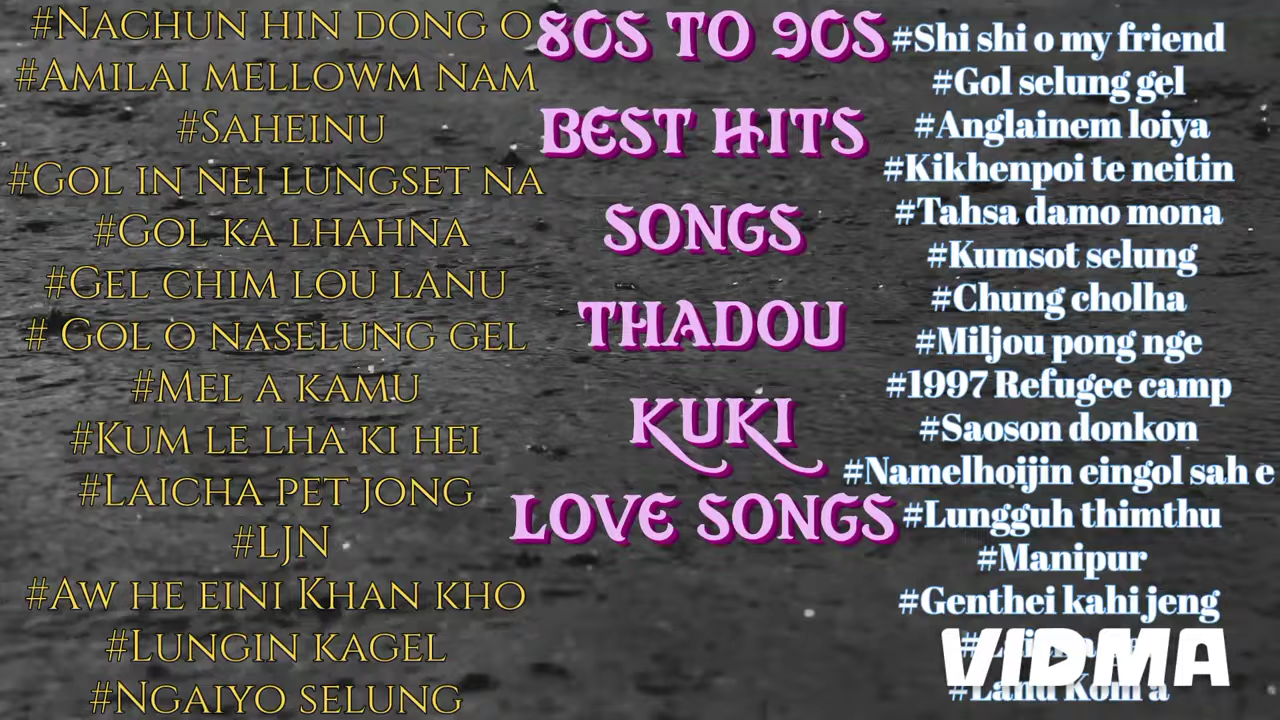 #Nachun hin dong o
#Amilai mellowm nam
#Saheinu
#Gol in nei lungset na
#Gol ka lhahna
#Gel chim lou lanu
# Gol o naselung gel
#Mel a kamu
#Kum le lha ki hei
#Laicha pet jong
#LJN
#Aw he eini Khan kho
#Lungin kagel
#Ngaiyo selung
80s to 90s
Best Hits
Songs
Thadou
Kuki
Love Songs
#Shi shi o my friend
#Gol selung gel
#Anglainem loiya
#Kikhenpoi te neitin
#Tahsa damo mona
#Kumsot selung
#Chung cholha
#Miljou pong nge
#1997 Refugee camp
#Saoson donkon
#Namelhoijin eingol sah e
#Lungguh thimthu
#Manipur
#Genthei kahi jeng
#Lanu Kom a
VIDMA